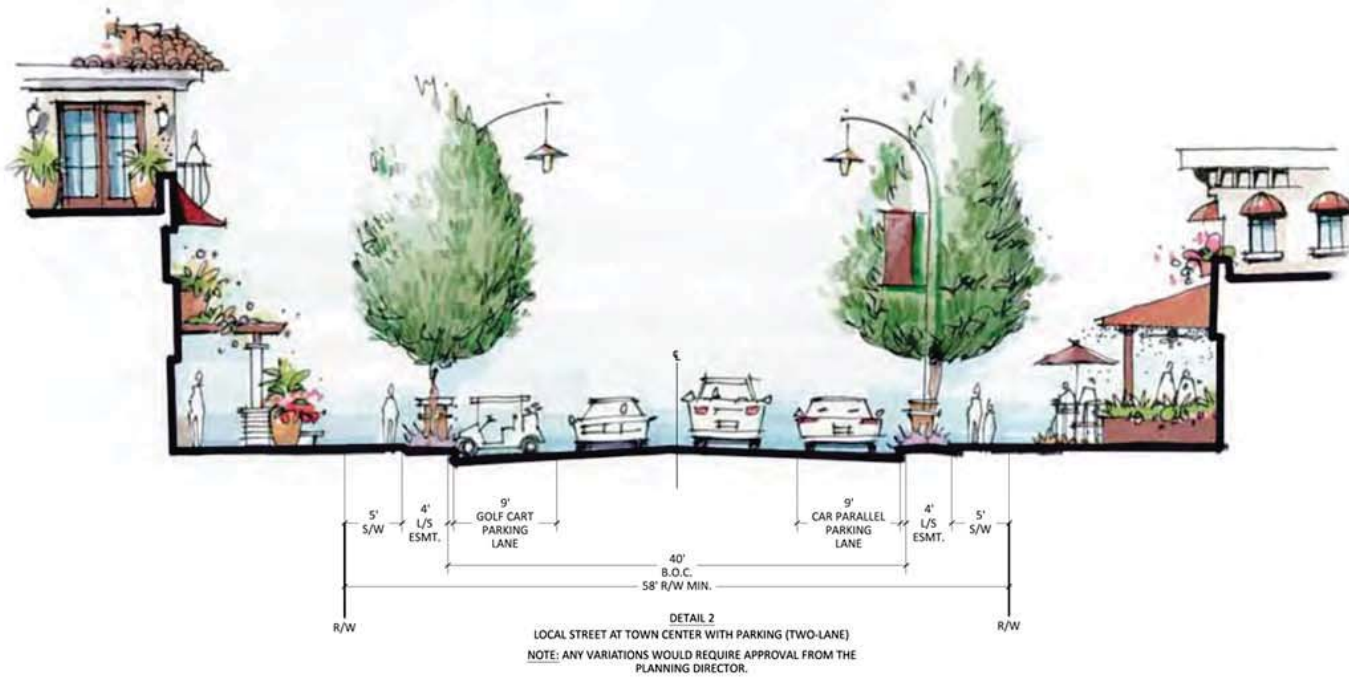 ℄
5'
S/W
4'
L/S
ESMT.
9'
GOLF CART
PARKING
LANE
9'
CAR PARALLEL
PARKING
LANE
4'
L/S
ESMT.
5'
S/W
40'
B.O.C.
58' R/W MIN.
R/W
R/W
DETAIL 2
LOCAL STREET AT TOWN CENTER WITH PARKING (TWO-LANE)
NOTE: ANY VARIATIONS WOULD REQUIRE APPROVAL FROM THE
PLANNING DIRECTOR.